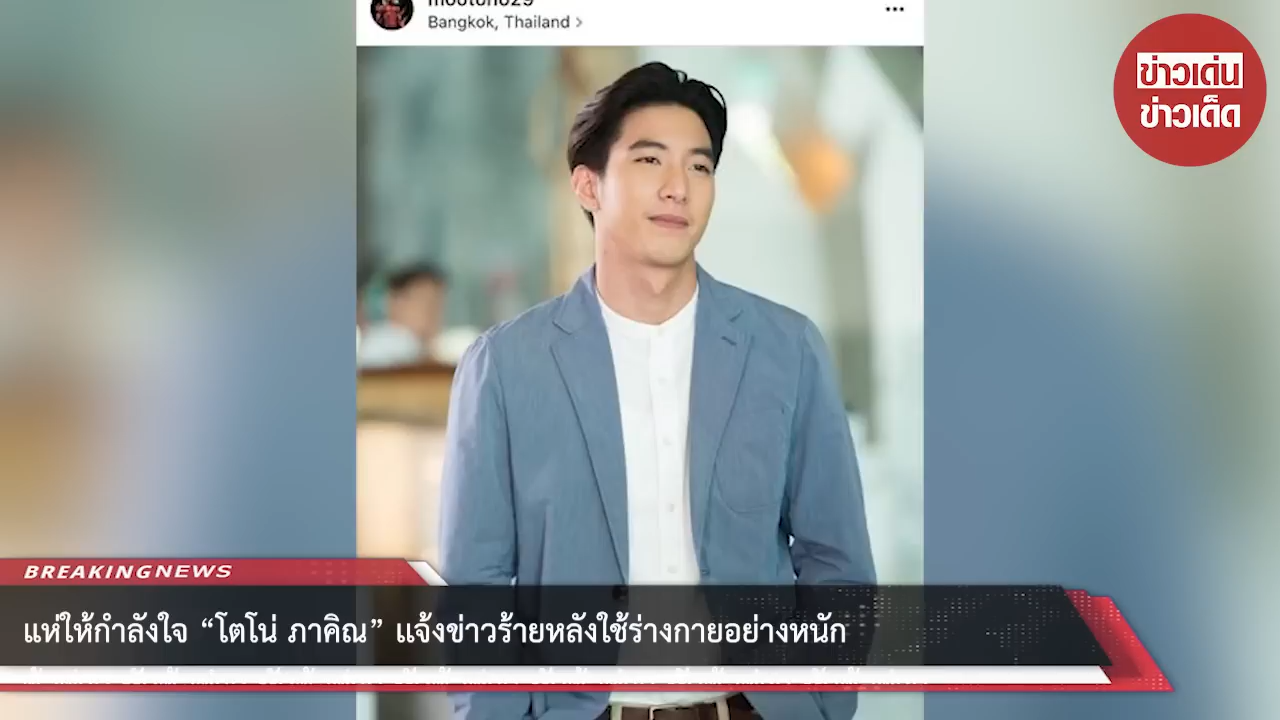 Bangkok, Thailand >
ข่าวเด่น
ข่าวเด็ด
BREAKING NEWS
แห่ให้กำลังใจ “โตโน่ ภาคิณ” แจ้งข่าวร้ายหลังใช้ร่างกายอย่างหนัก